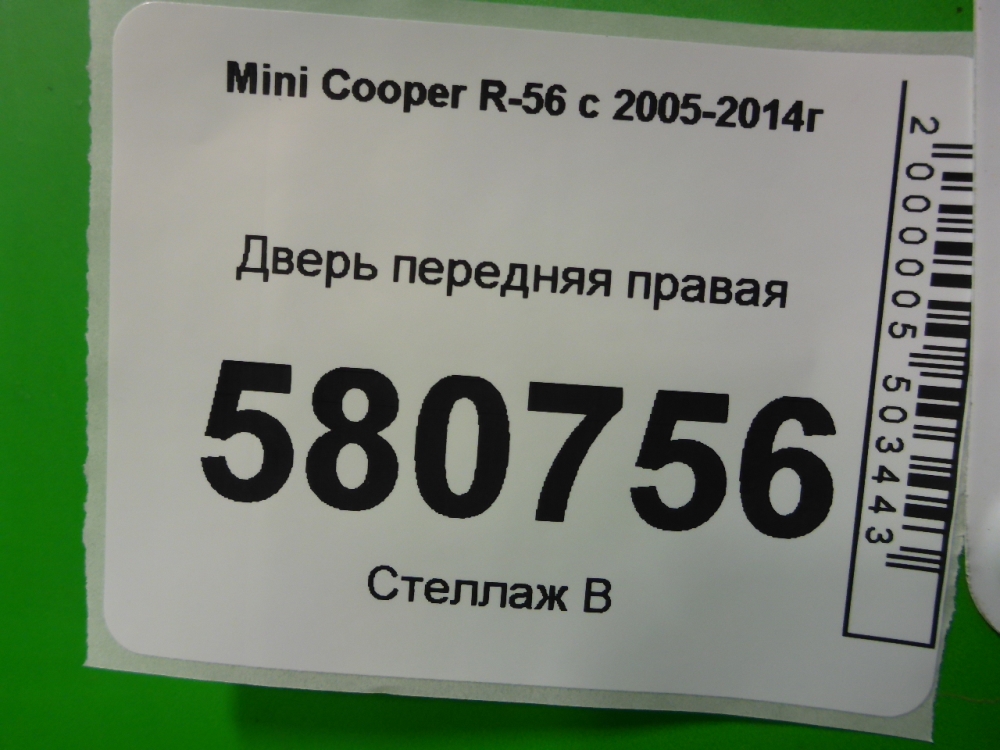 Mini Cooper R-56 с 2005-2014г
Дверь передняя правая
580756
Стеллаж В
2000005503443